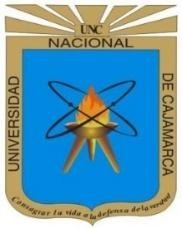 UNC
NACIONAL
UNIVERSIDAD
DE CAJAMARCA
Consagrar la vida a la defensa de la verdad